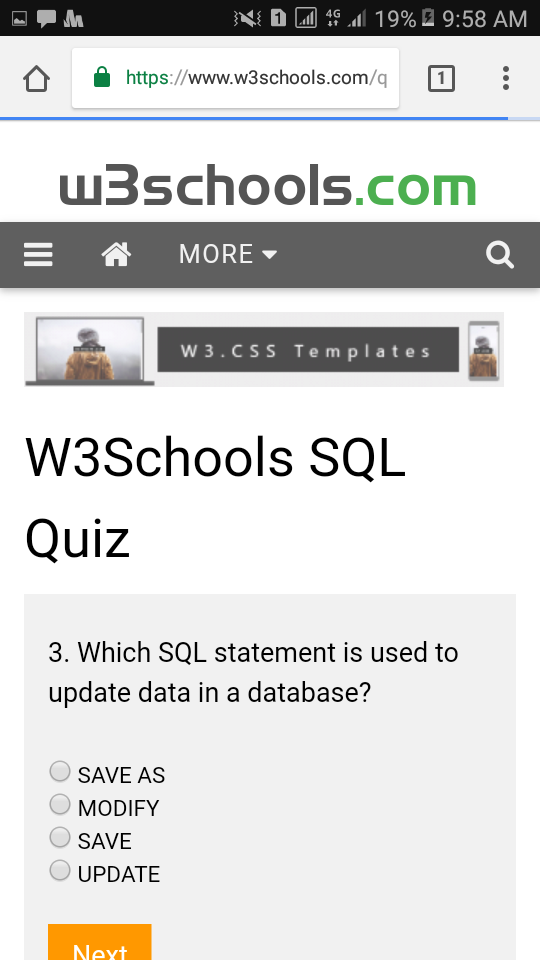 4G 19% 9:58 AM
https://www.w3schools.com/q 1
w3schools.com
MORE
W3.CSS Templates
W3Schools SQL
Quiz
3. Which SQL statement is used to
update data in a database?
SAVE AS
MODIFY
SAVE
UPDATE
Next